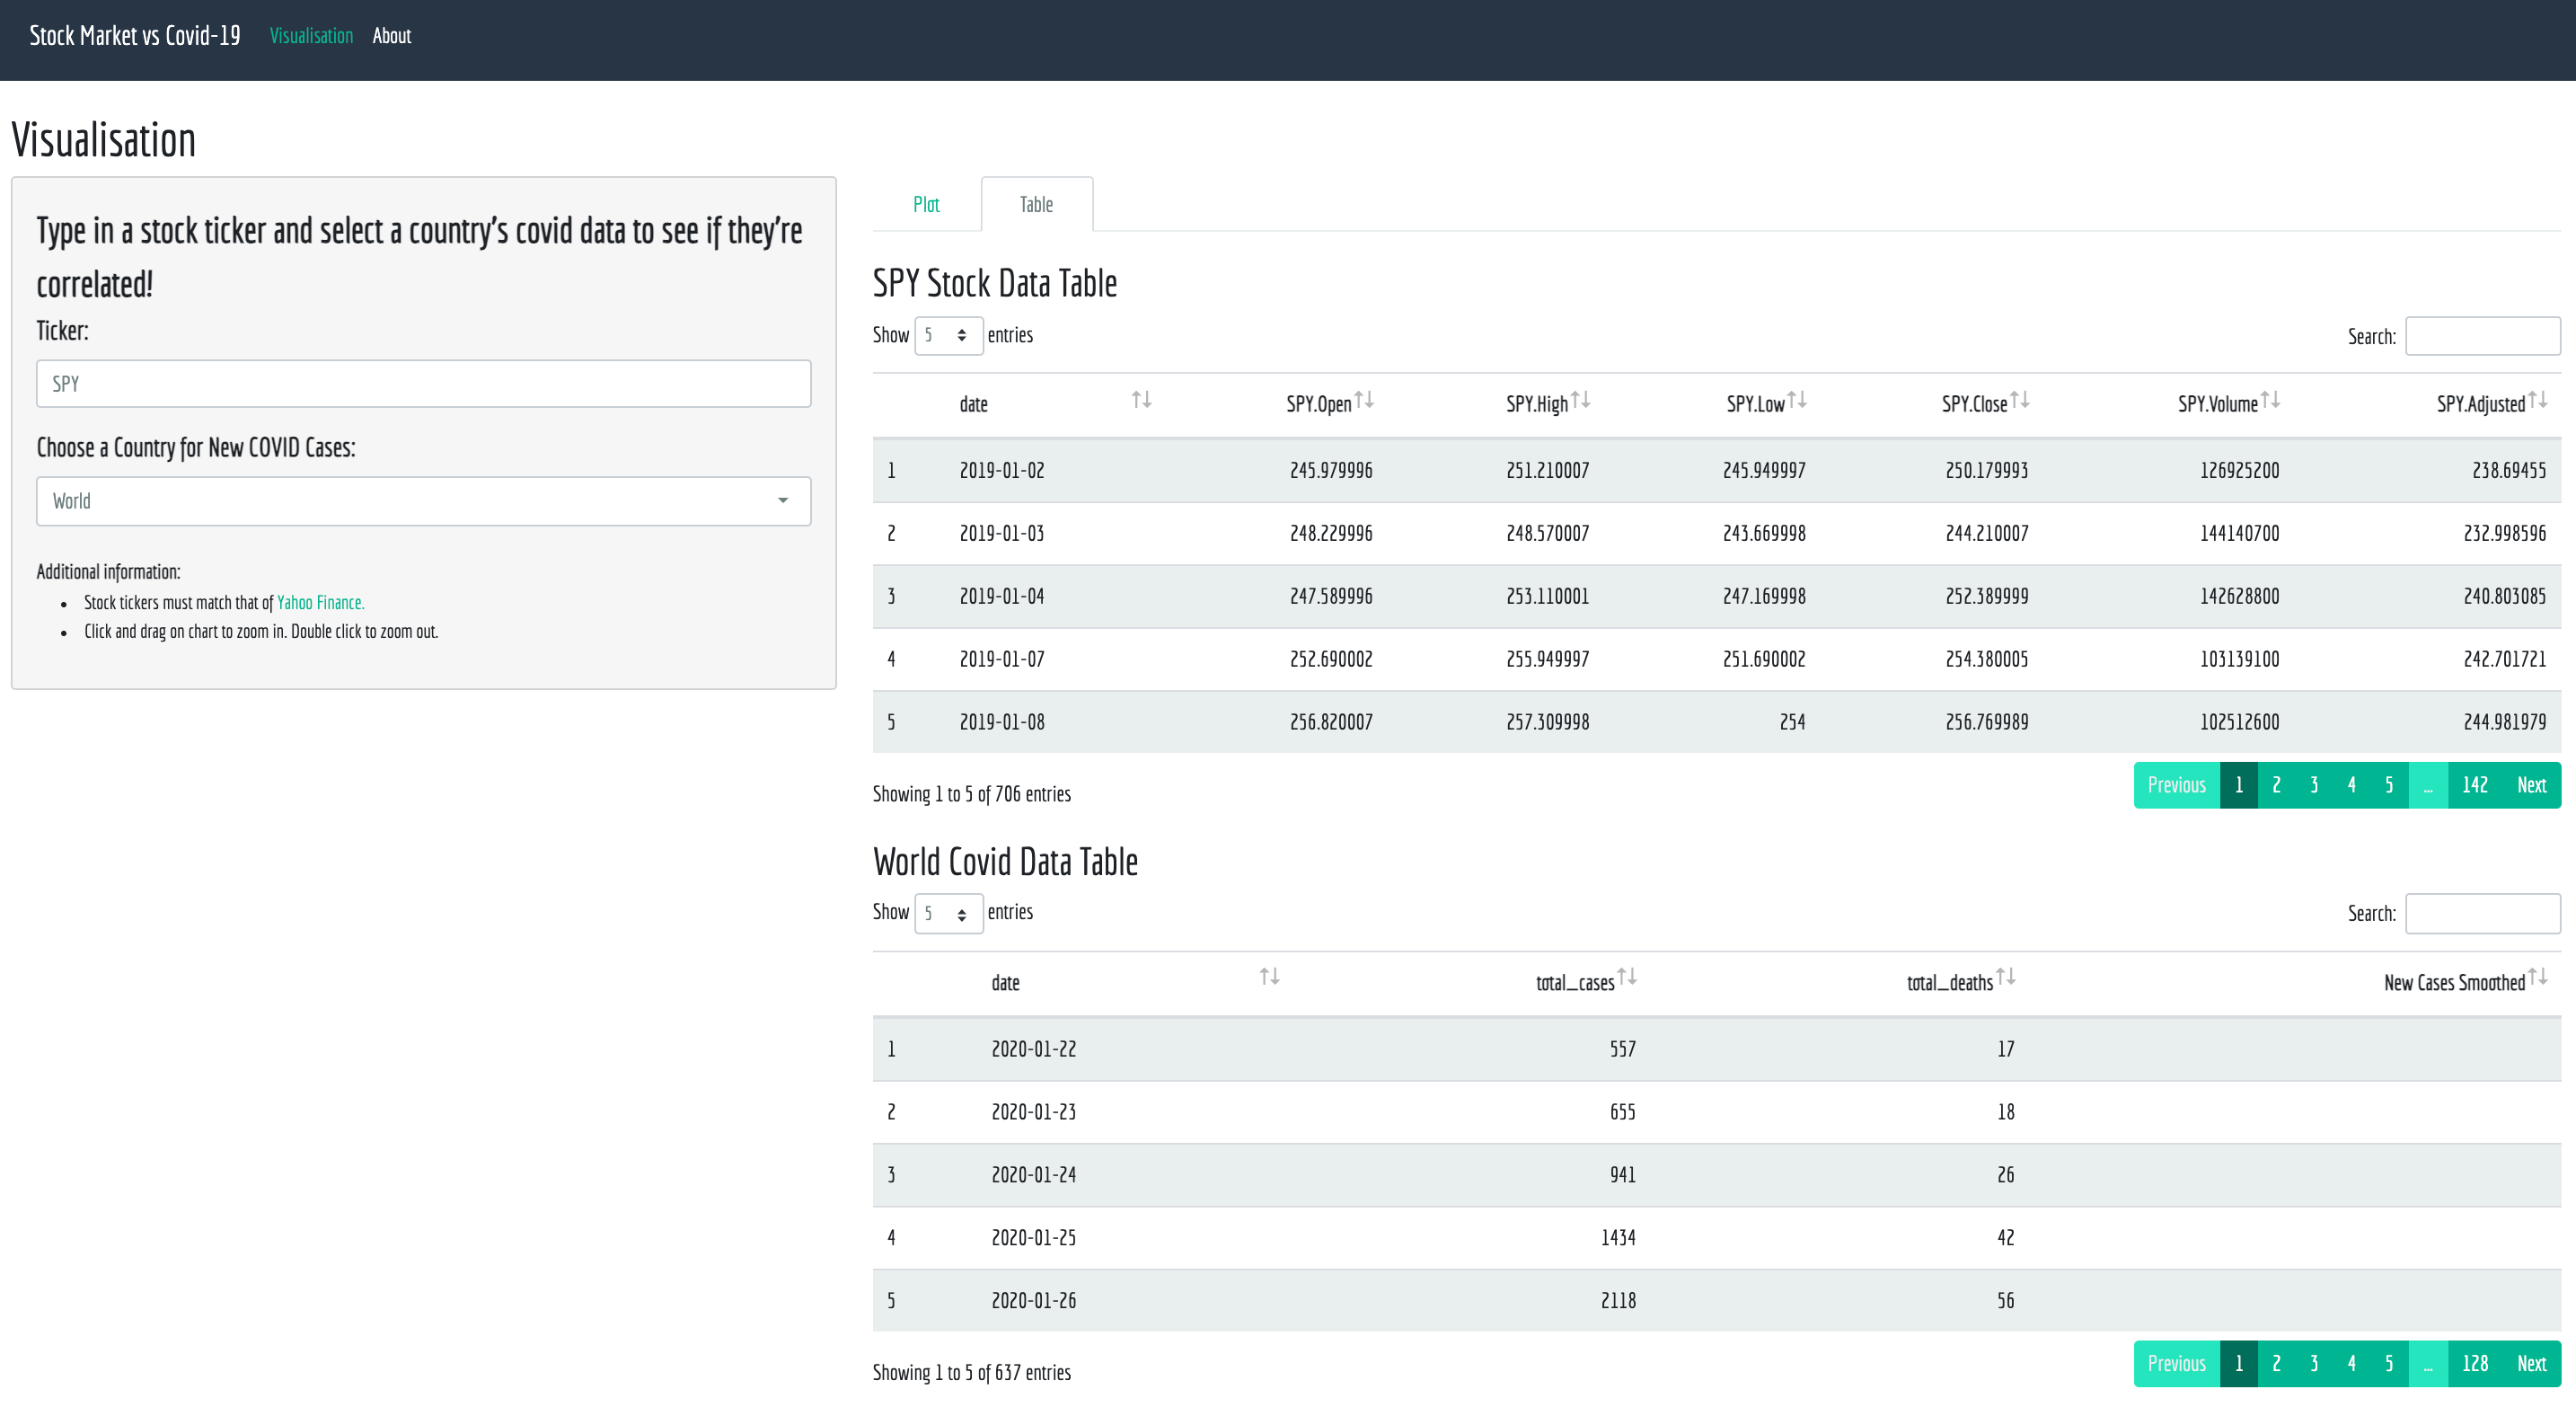 Stock Market vs Covid-19 Visualisation About
Visualisation
Type in a stock ticker and select a country's covid data to see if they're
correlated!
Ticker:
SPY
Choose a Country for New COVID Cases:
World
Additional information:
• Stock tickers must match that of Yahoo Finance.
• Click and drag on chart to zoom in. Double click to zoom out.
Plot Table
SPY Stock Data Table
Show 5 entries Search:
date SPY.Open SPY.High SPY.Low SPY.Close SPY.Volume SPY.Adjusted
1 2019-01-02 245.979996 251.210007 245.949997 250.179993 126925200 238.69455
2 2019-01-03 248.229996 248.570007 243.669998 244.210007 144140700 232.998596
3 2019-01-04 247.589996 253.110001 247.169998 252.389999 142628800 240.803085
4 2019-01-07 252.690002 255.949997 251.690002 254.380005 103139100 242.701721
5 2019-01-08 256.820007 257.309998 254 256.769989 102512600 244.981979
Showing 1 to 5 of 706 entries Previous 1 2 3 4 5 … 142 Next
World Covid Data Table
Show 5 entries Search:
date total_cases total_deaths New Cases Smoothed
1 2020-01-22 557 17
2 2020-01-23 655 18
3 2020-01-24 941 26
4 2020-01-25 1434 42
5 2020-01-26 2118 56
Showing 1 to 5 of 637 entries Previous 1 2 3 4 5 … 128 Next